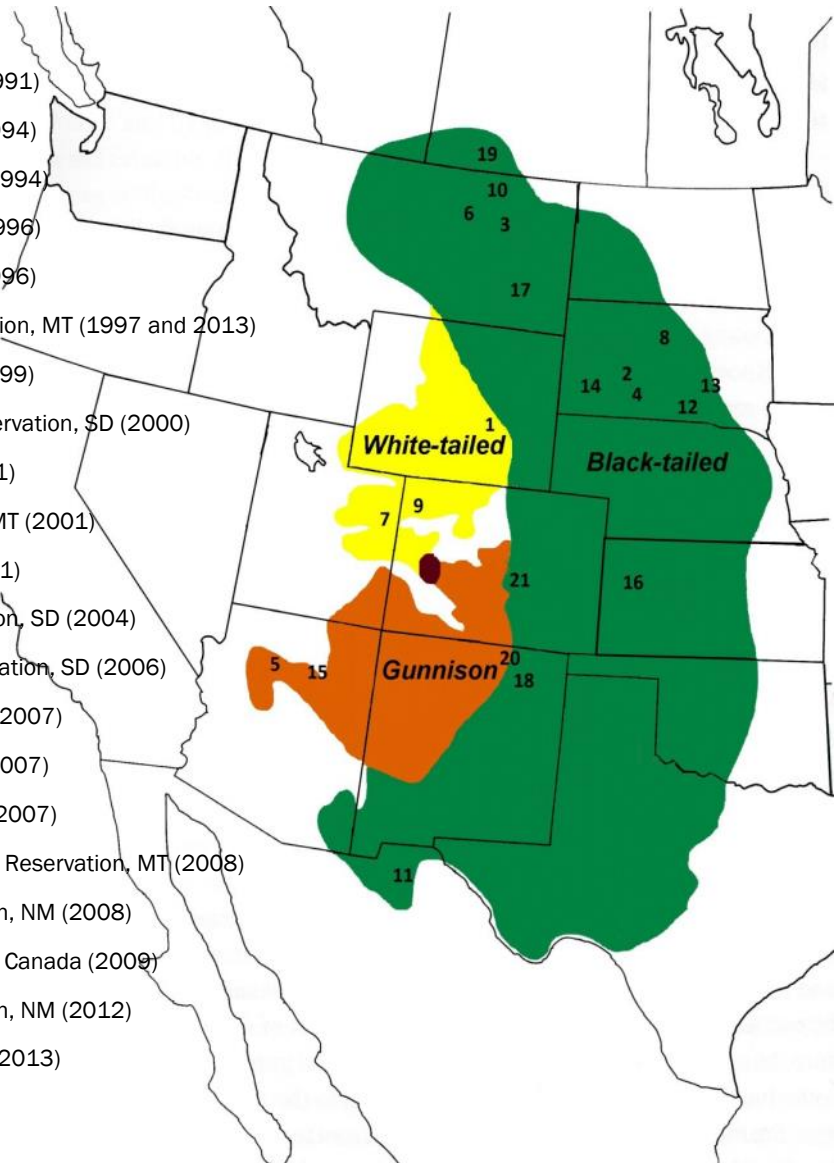 991)
994)
1994)
1996)
996)
ion, MT (1997 and 2013)
99)
ervation, SD (2000)
1)
MT (2001)
1)
on, SD (2004)
ation, SD (2006)
2007)
007)
2007)
Reservation, MT (2008)
n, NM (2008)
Canada (2009)
n, NM (2012)
2013)
19
10
6
3
17
8
2
14
4
13
12
1
White-tailed
Black-tailed
9
7
21
16
5
15
Gunnison
20
18
11